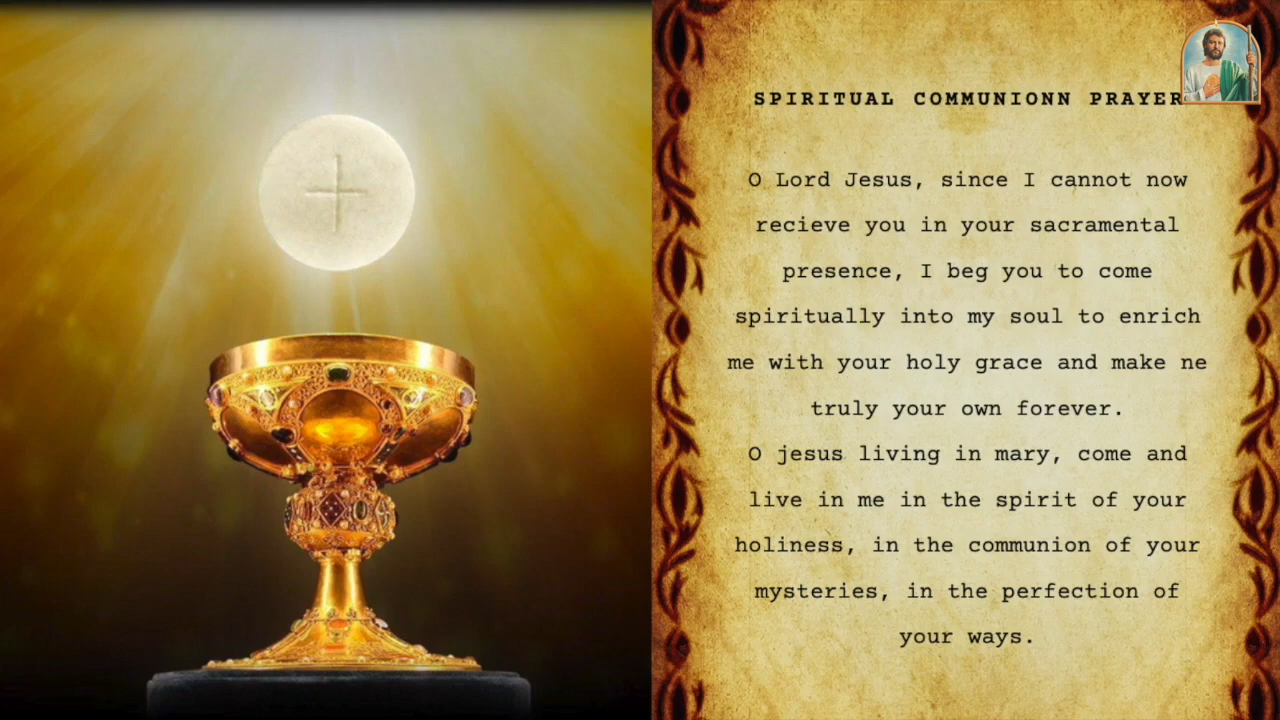 SPIRITUAL COMMUNIONN PRAYER
O Lord Jesus, since I cannot now
recieve you in your sacramental
presence, I beg you to come
spiritually into my soul to enrich
me with your holy grace and make ne
truly your own forever.
O jesus living in mary, come and
live in me in the spirit of your
holiness, in the communion of your
mysteries, in the perfection of
your ways.